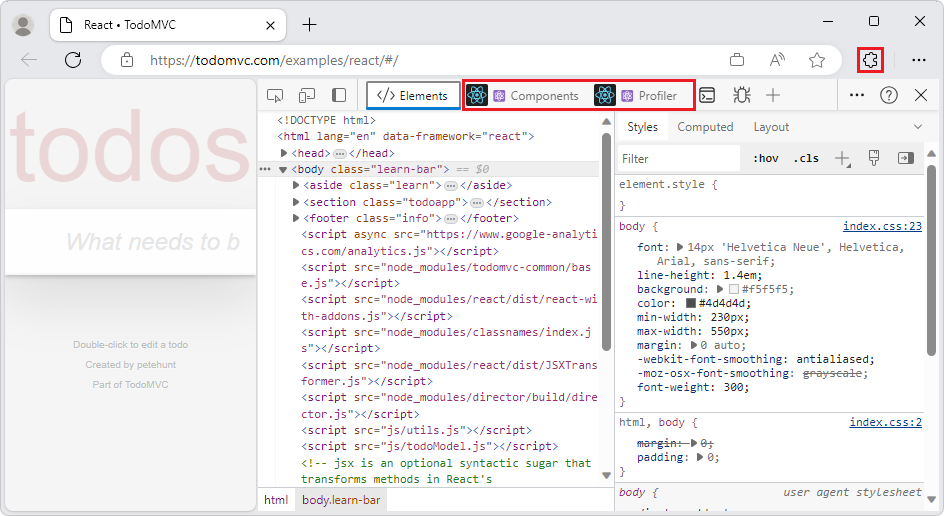 React • TodoMVC
https://todomvc.com/examples/react/#/
</> Elements
Components
Profiler
todos
What needs to b
Double-click to edit a todo
Created by petehunt
Part of TodoMVC
<!DOCTYPE html>
<html lang="en" data-framework="react">
<head>…</head>
<body class="learn-bar"> == $0
<aside class="learn">…</aside>
<section class="todoapp">…</section>
<footer class="info">…</footer>
<script async src="https://www.google-analyti
cs.com/analytics.js"></script>
<script src="node_modules/todomvc-common/bas
e.js"></script>
<script src="node_modules/react/dist/react-wi
th-addons.js"></script>
<script src="node_modules/classnames/index.j
s"></script>
<script src="node_modules/react/dist/JSXTrans
former.js"></script>
<script src="node_modules/director/build/dire
ctor.js"></script>
<script src="js/utils.js"></script>
<script src="js/todoModel.js"></script>
<!-- jsx is an optional syntactic sugar that
transforms methods in React's
html body.learn-bar
Styles Computed Layout
Filter :hov .cls
element.style {
}
body { index.css:23
font: 14px 'Helvetica Neue', Helvetica,
Arial, sans-serif;
line-height: 1.4em;
background: #f5f5f5;
color: #4d4d4d;
min-width: 230px;
max-width: 550px;
margin: 0 auto;
-webkit-font-smoothing: antialiased;
-moz-osx-font-smoothing: grayscale;
font-weight: 300;
}
html, body { index.css:2
margin: 0;
padding: 0;
}
body { user agent stylesheet